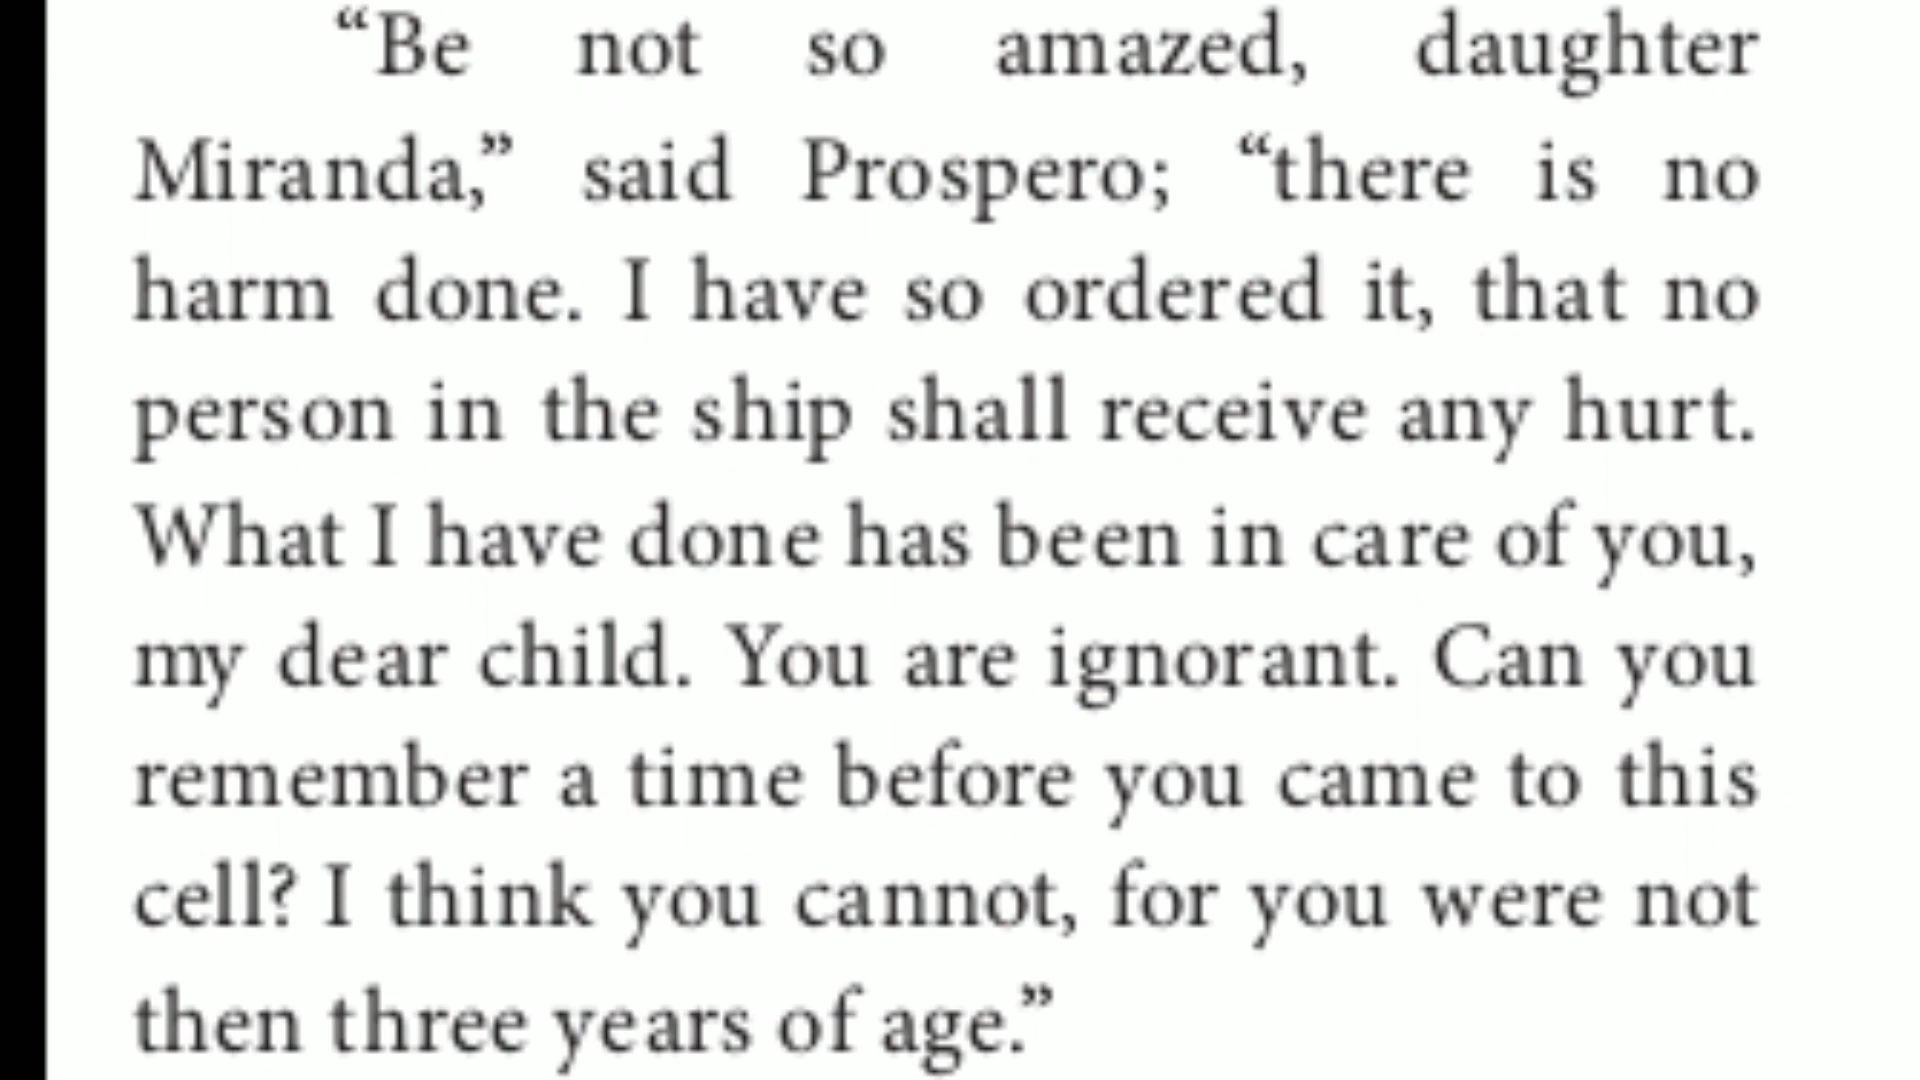 “Be not so amazed, daughter
Miranda,” said Prospero; “there is no
harm done. I have so ordered it, that no
person in the ship shall receive any hurt.
What I have done has been in care of you,
my dear child. You are ignorant. Can you
remember a time before you came to this
cell? I think you cannot, for you were not
then three years of age.”